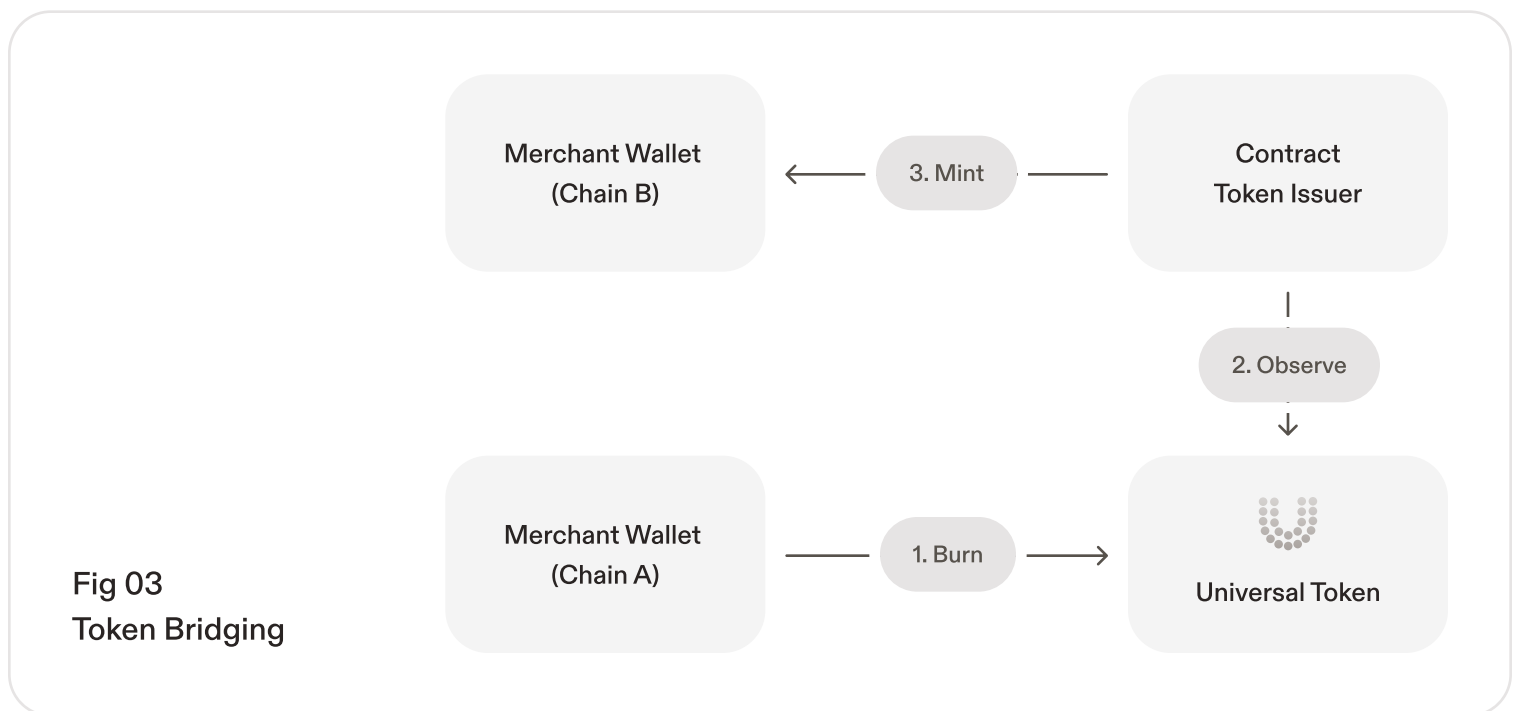 Merchant Wallet
(Chain B)
3. Mint
Contract
Token Issuer
2. Observe
Merchant Wallet
(Chain A)
1. Burn
Universal Token
Fig 03
Token Bridging